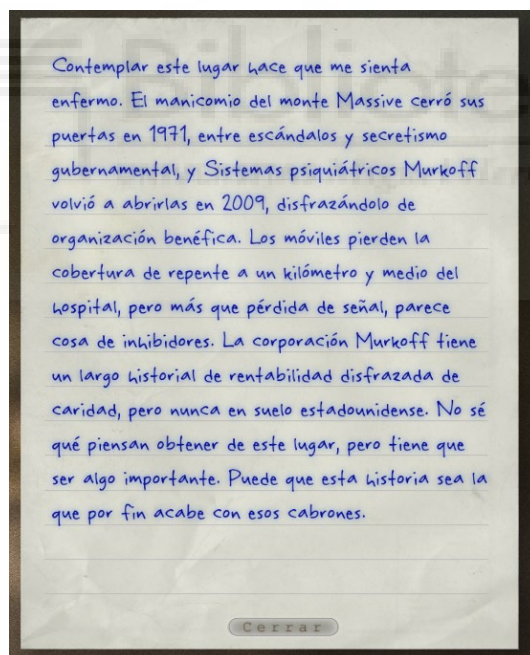 Contemplar este lugar hace que me sienta
enfermo. El manicomio del monte Massive cerró sus
puertas en 1971, entre escándalos y secretismo
gubernamental, y Sistemas psiquiátricos Murkoff
volvió a abrirlas en 2009, disfrazándolo de
organización benéfica. Los móviles pierden la
cobertura de repente a un kilómetro y medio del
hospital, pero más que pérdida de señal, parece
cosa de inhibidores. La corporación Murkoff tiene
un largo historial de rentabilidad disfrazada de
caridad, pero nunca en suelo estadounidense. No sé
qué piensan obtener de este lugar, pero tiene que
ser algo importante. Puede que esta historia sea la
que por fin acabe con esos cabrones.
Cerrar